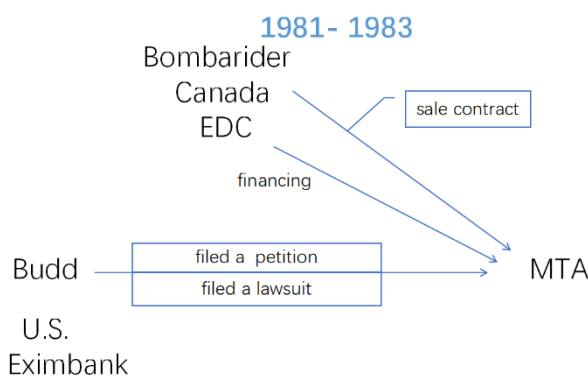 1981- 1983
Bombarider
Canada
EDC
sale contract
financing
Budd
filed a petition
filed a lawsuit
MTA
U.S.
Eximbank